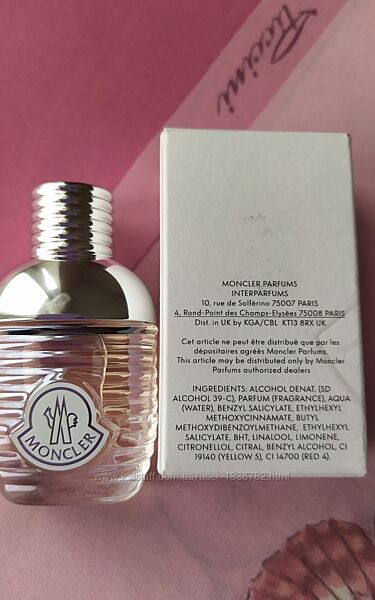 Piccini
MONCLER
MONCLER PARFUMS
INTERPARFUMS
10, rue de Solférino 75007 PARIS
4, Rond-Point des Champs-Elysées 75008 PARIS
Dist. in UK by KGA/CBL KT13 8RX UK
Cet article ne peut être distribué que par les
dépositaires agréés Moncler Parfums.
This article may be distributed only by Moncler
Parfums authorized dealers
INGREDIENTS: ALCOHOL DENAT. (SD
ALCOHOL 39-C), PARFUM (FRAGRANCE), AQUA
(WATER), BENZYL SALICYLATE, ETHYLHEXYL
METHOXYCINNAMATE, BUTYL
METHOXYDIBENZOYLMETHANE, ETHYLHEXYL
SALICYLATE, BHT, LINALOOL, LIMONENE,
CITRONELLOL, CITRAL, BENZYL ALCOHOL, CI
19140 (YELLOW 5), CI 14700 (RED 4).